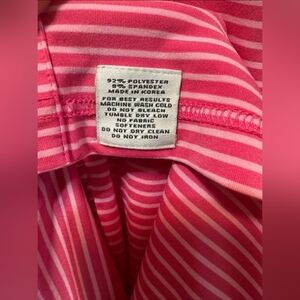 92% POLYESTER
8% SPANDEX
MADE IN KOREA
FOR BEST RESULTS
MACHINE WASH COLD
DO NOT BLEACH
TUMBLE DRY LOW
NO FABRIC
SOFTENERS
DO NOT DRY CLEAN
DO NOT IRON